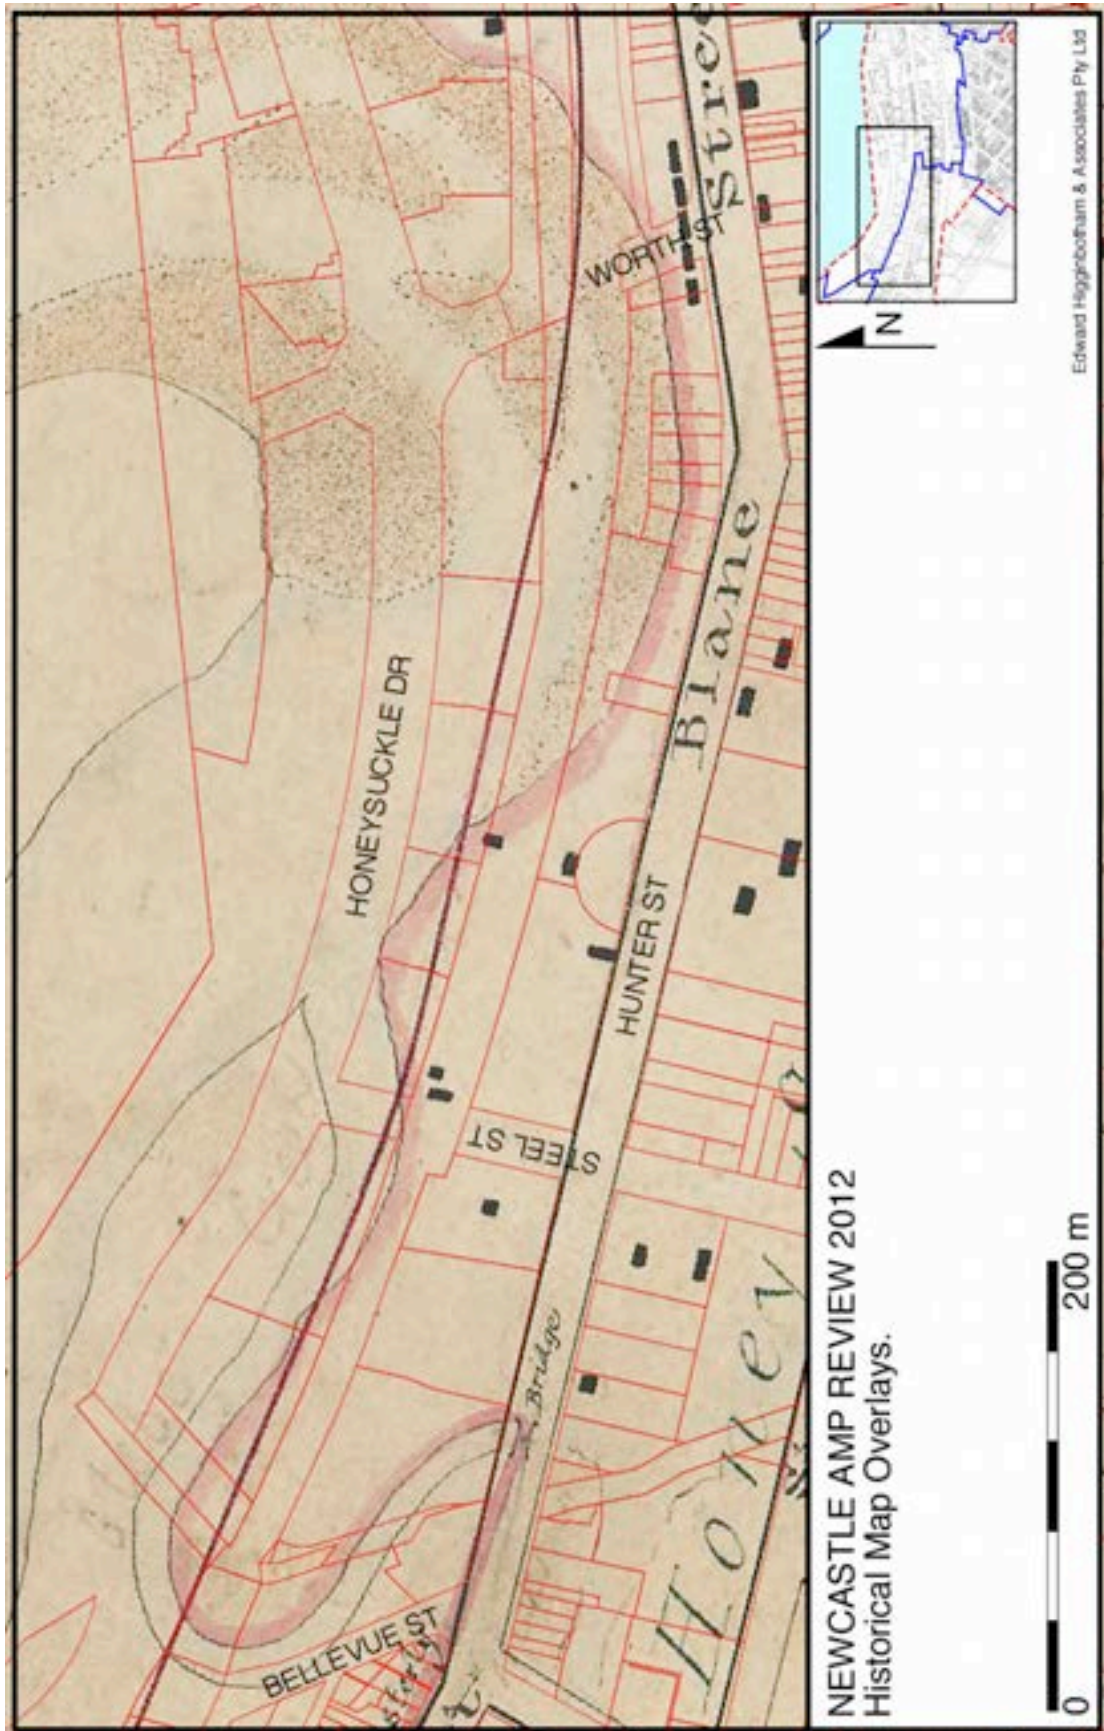 HONEYSUCKLE DR
WORTH ST
Stre
Blane
HUNTER ST
STEEL ST
Bridge
BELLEVUE ST
Honey
NEWCASTLE AMP REVIEW 2012
Historical Map Overlays.
0
200 m
N
Edward Higginbotham & Associates Pty Ltd